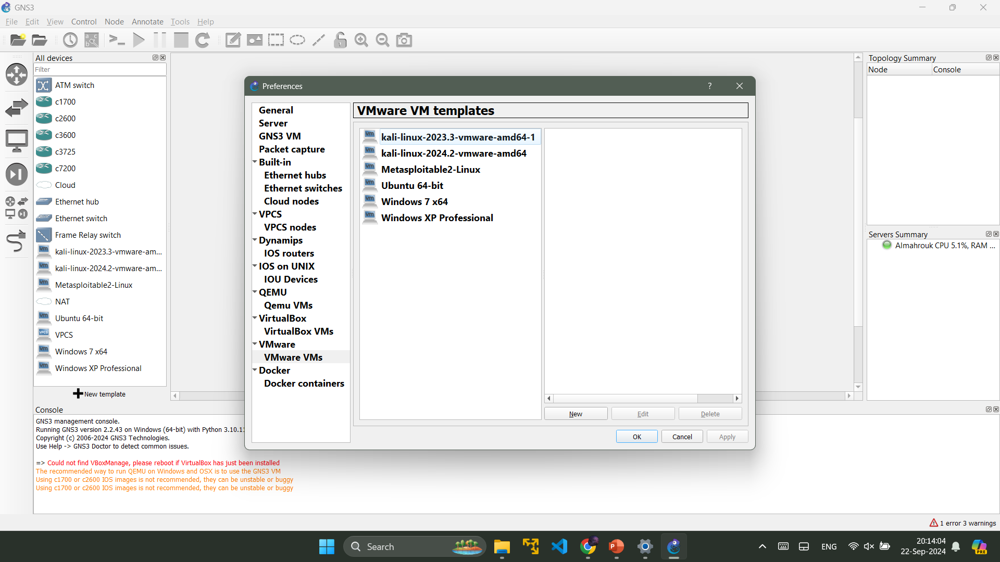 GNS3
File Edit View Control Node Annotate Tools Help
All devices
Filter
ATM switch
c1700
c2600
c3600
c3725
c7200
Cloud
Ethernet hub
Ethernet switch
Frame Relay switch
kali-linux-2023.3-vmware-am...
kali-linux-2024.2-vmware-am...
Metasploitable2-Linux
NAT
Ubuntu 64-bit
VPCS
Windows 7 x64
Windows XP Professional
New template
Preferences
?
General
Server
GNS3 VM
Packet capture
Built-in
Ethernet hubs
Ethernet switches
Cloud nodes
VPCS
VPCS nodes
Dynamips
IOS routers
IOS on UNIX
IOU Devices
QEMU
Qemu VMs
VirtualBox
VirtualBox VMs
VMware
VMware VMs
Docker
Docker containers
VMware VM templates
kali-linux-2023.3-vmware-amd64-1
kali-linux-2024.2-vmware-amd64
Metasploitable2-Linux
Ubuntu 64-bit
Windows 7 x64
Windows XP Professional
New Edit Delete
OK Cancel Apply
Topology Summary
Node Console
Servers Summary
Almahrouk CPU 5.1%, RAM ...
Console
GNS3 management console.
Running GNS3 version 2.2.43 on Windows (64-bit) with Python 3.10.11
Copyright (c) 2006-2024 GNS3 Technologies.
Use Help -> GNS3 Doctor to detect common issues.
=> Could not find VBoxManage, please reboot if VirtualBox has just been installed
The recommended way to run QEMU on Windows and OSX is to use the GNS3 VM
Using c1700 or c2600 IOS images is not recommended, they can be unstable or buggy
Using c1700 or c2600 IOS images is not recommended, they can be unstable or buggy
1 error 3 warnings
Search
ENG
20:14:04
22-Sep-2024
PRE